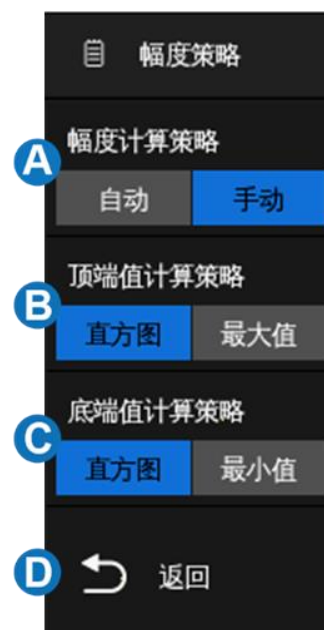 幅度策略
A
幅度计算策略
自动 手动
B
顶端值计算策略
直方图 最大值
C
底端值计算策略
直方图 最小值
D
返回